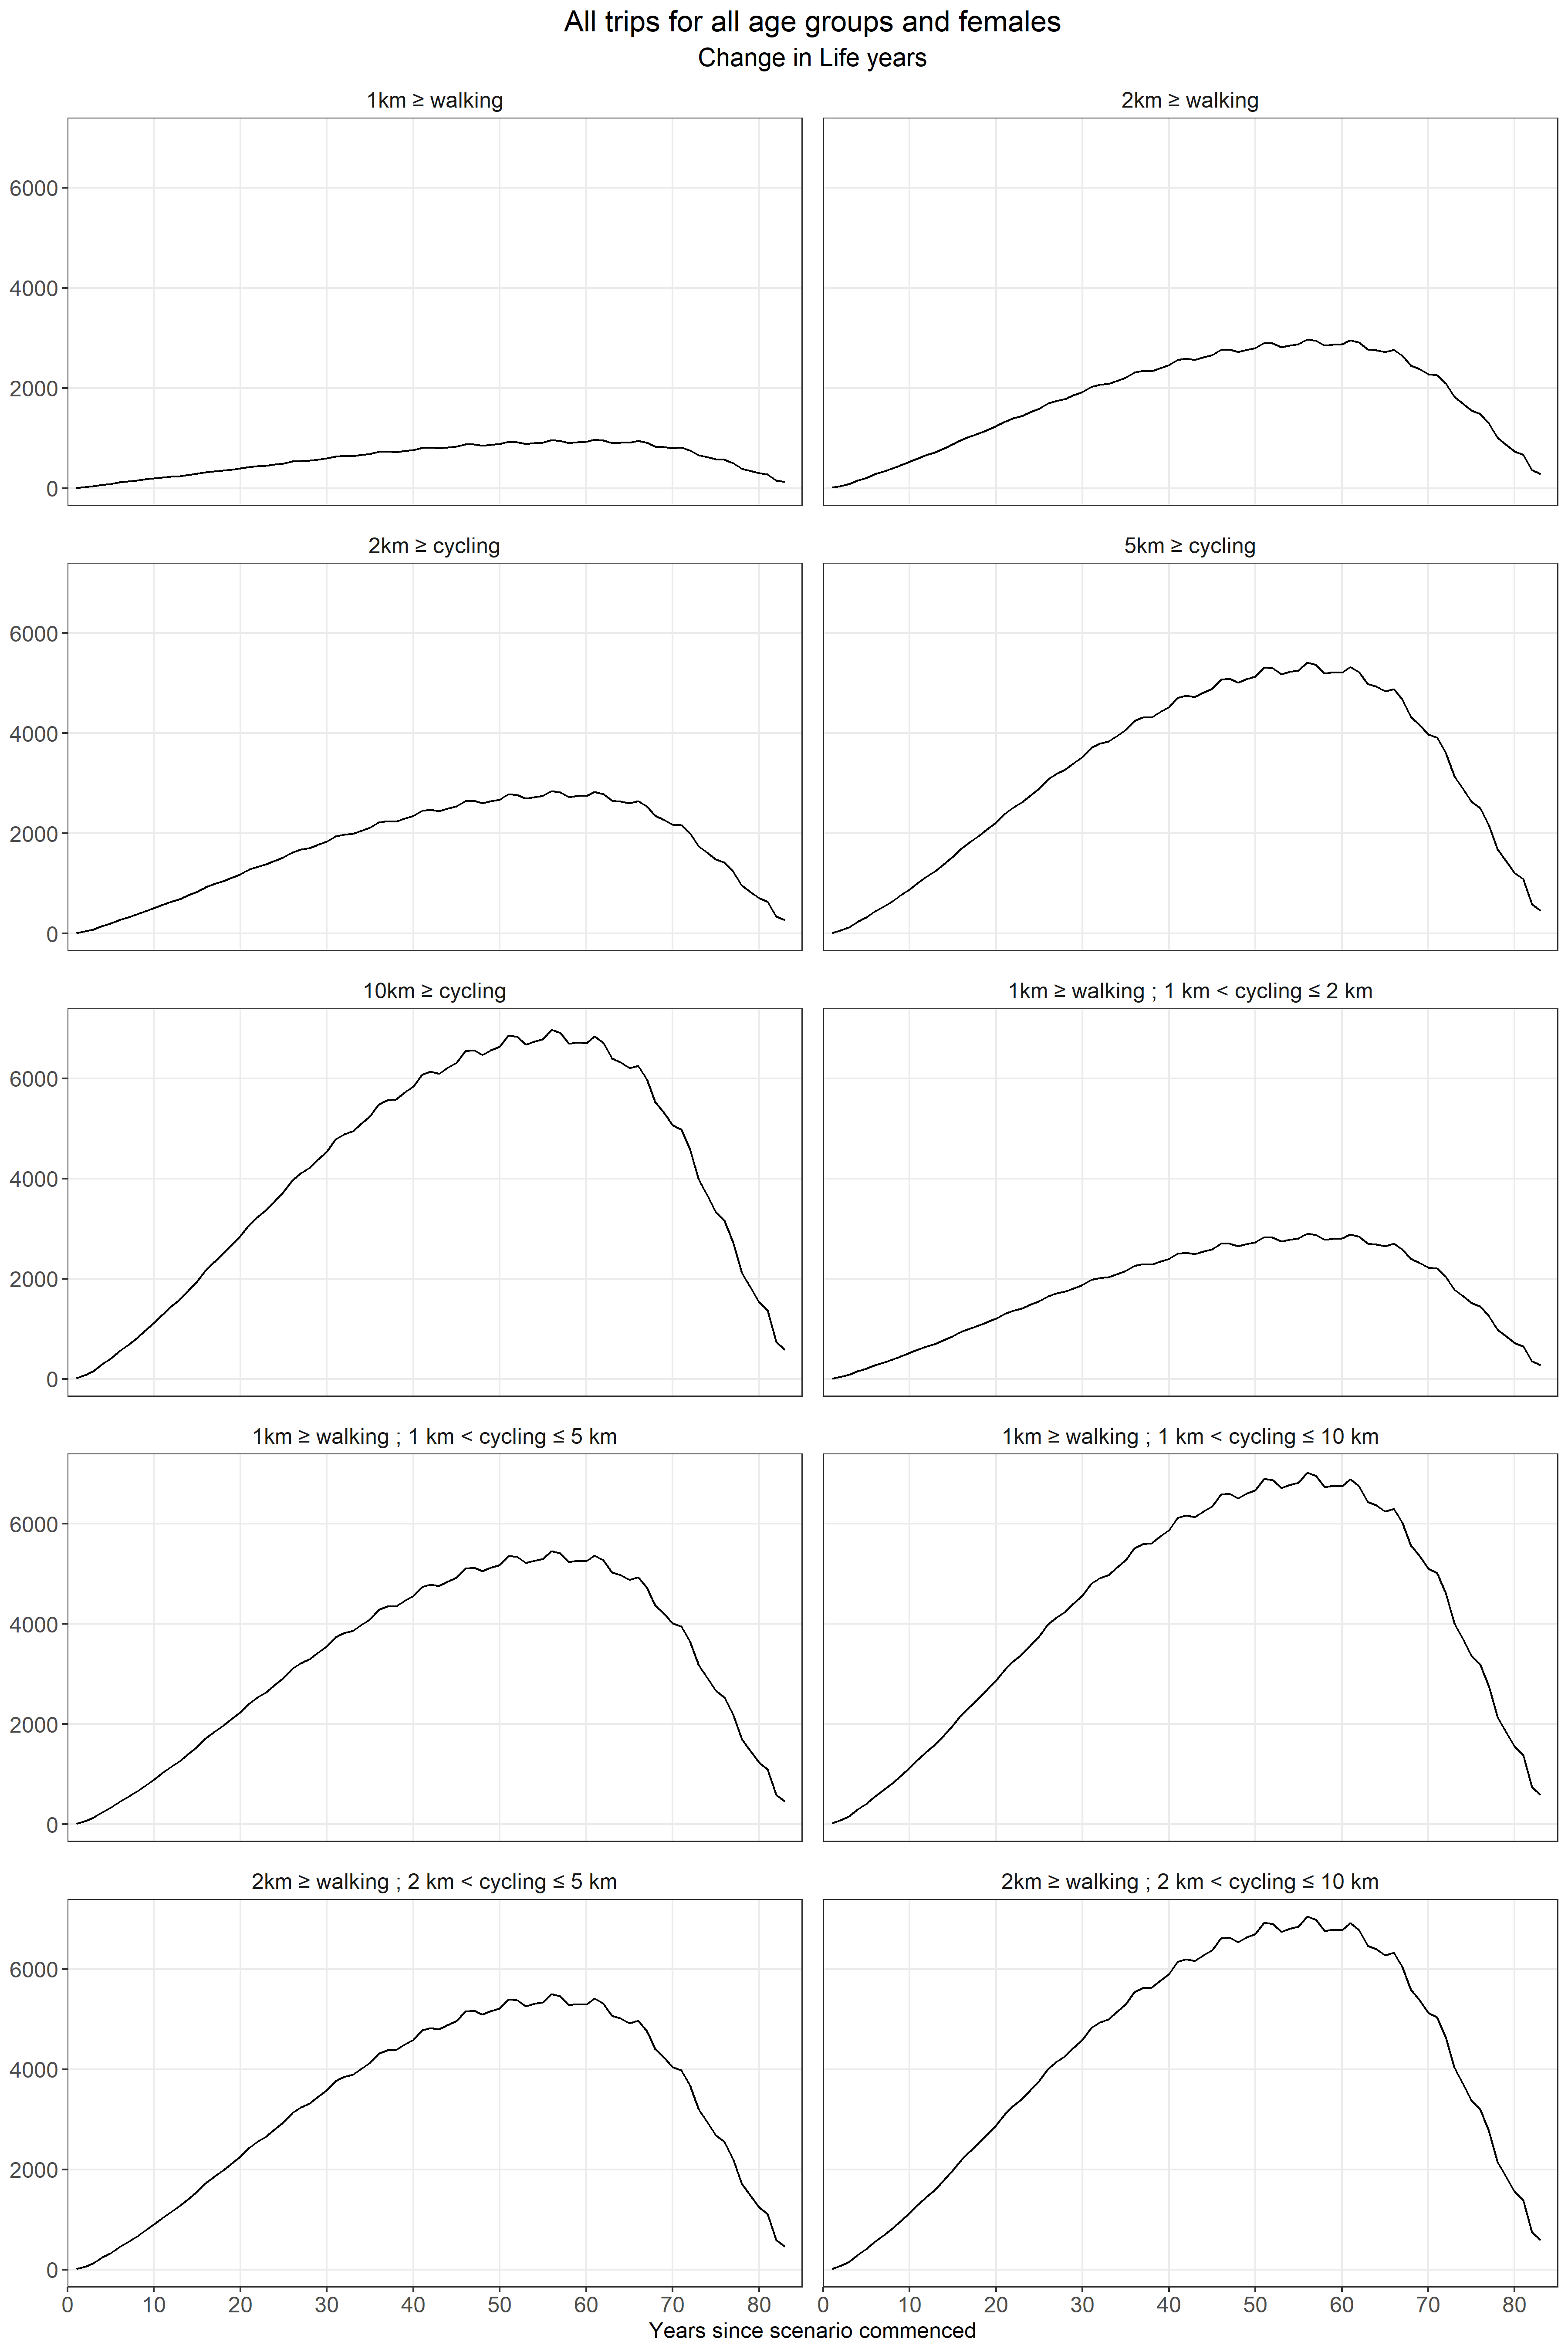 All trips for all age groups and females
Change in Life years
1km ≥ walking
2km ≥ walking
6000
4000
2000
0
2km ≥ cycling
5km ≥ cycling
6000
4000
2000
0
10km ≥ cycling
1km ≥ walking ; 1 km < cycling ≤ 2 km
6000
4000
2000
0
1km ≥ walking ; 1 km < cycling ≤ 5 km
1km ≥ walking ; 1 km < cycling ≤ 10 km
6000
4000
2000
0
2km ≥ walking ; 2 km < cycling ≤ 5 km
2km ≥ walking ; 2 km < cycling ≤ 10 km
6000
4000
2000
0
0 10 20 30 40 50 60 70 80 0 10 20 30 40 50 60 70 80
Years since scenario commenced